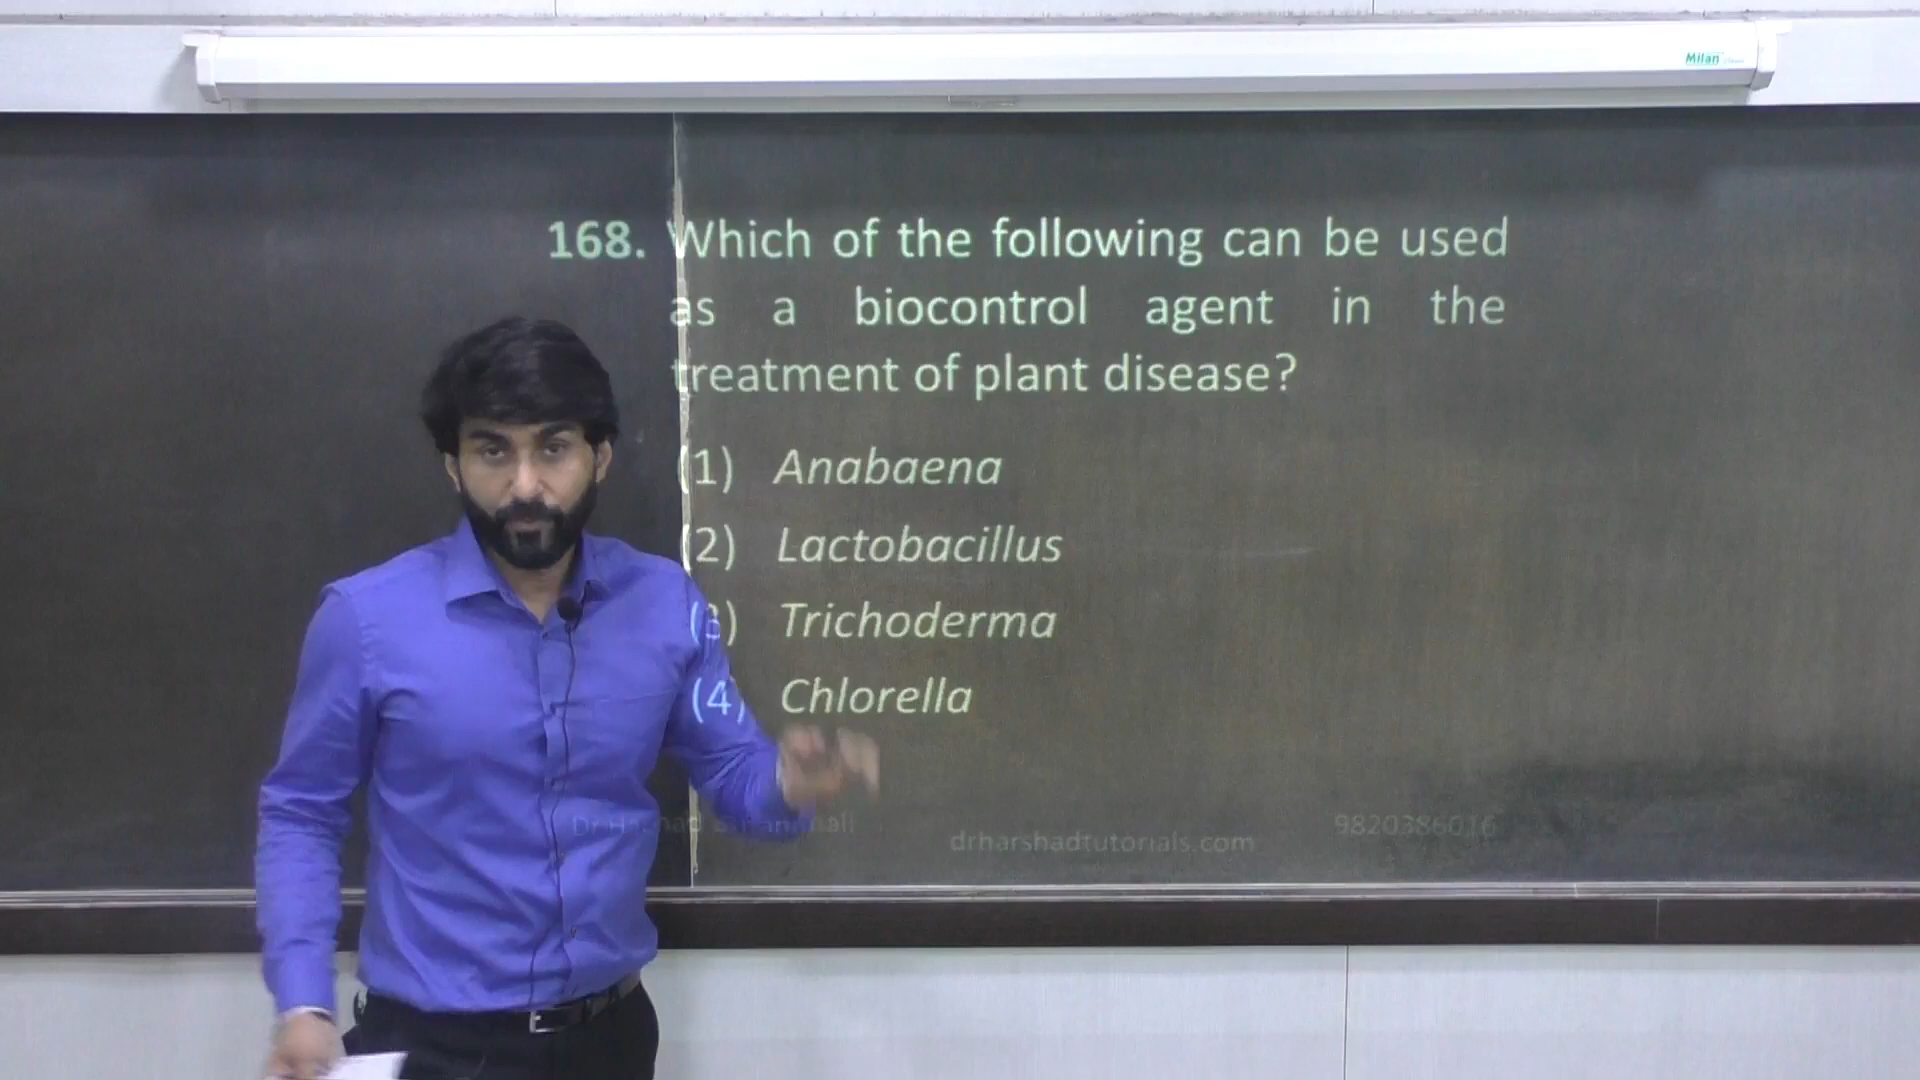 Milan
168. Which of the following can be used
as a biocontrol agent in the
treatment of plant disease?
(1) Anabaena
(2) Lactobacillus
(3) Trichoderma
(4) Chlorella
drharshadtutorials.com
9820386016